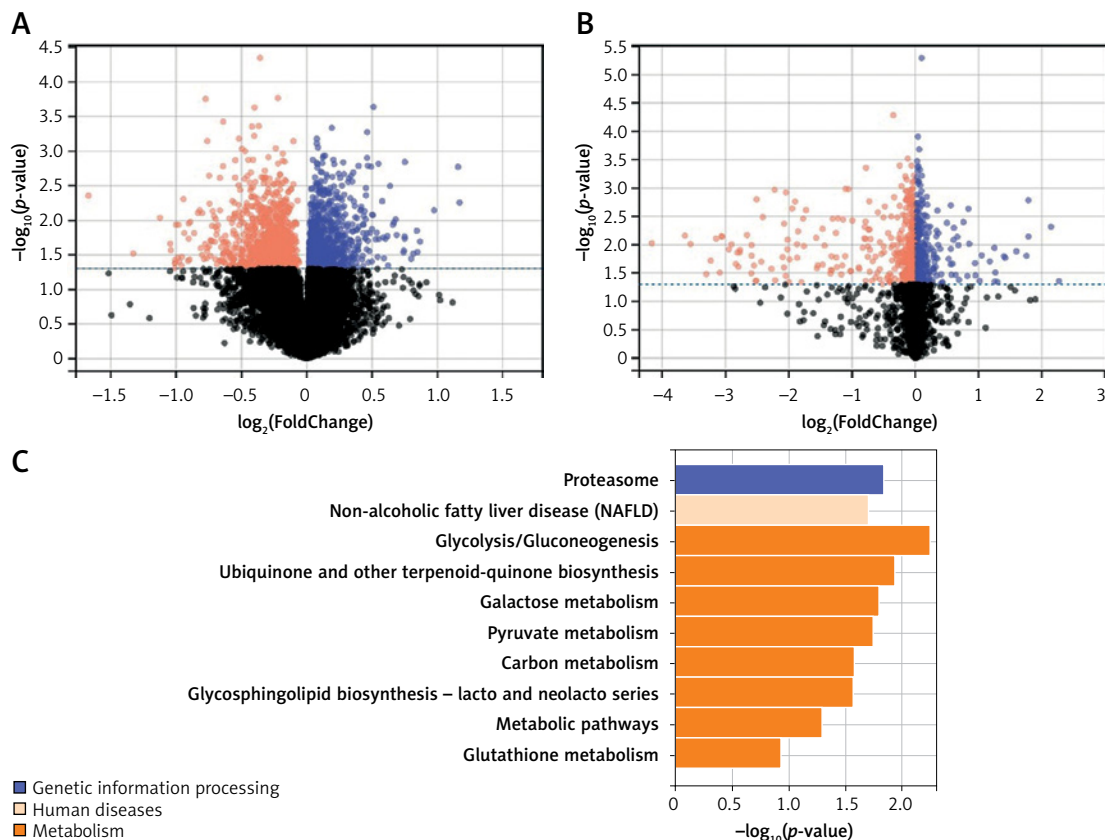 A
4.5
4.0
3.5
3.0
2.5
2.0
1.5
1.0
0.5
0
–log10(p-value)
–1.5 –1.0 –0.5 0 0.5 1.0 1.5
log2(FoldChange)
B
5.5
5.0
4.5
4.0
3.5
3.0
2.5
2.0
1.5
1.0
0.5
0
–log10(p-value)
–4 –3 –2 –1 0 1 2 3
log2(FoldChange)
C
Proteasome
Non-alcoholic fatty liver disease (NAFLD)
Glycolysis/Gluconeogenesis
Ubiquinone and other terpenoid-quinone biosynthesis
Galactose metabolism
Pyruvate metabolism
Carbon metabolism
Glycosphingolipid biosynthesis – lacto and neolacto series
Metabolic pathways
Glutathione metabolism
0 0.5 1.0 1.5 2.0
–log10(p-value)
Genetic information processing
Human diseases
Metabolism